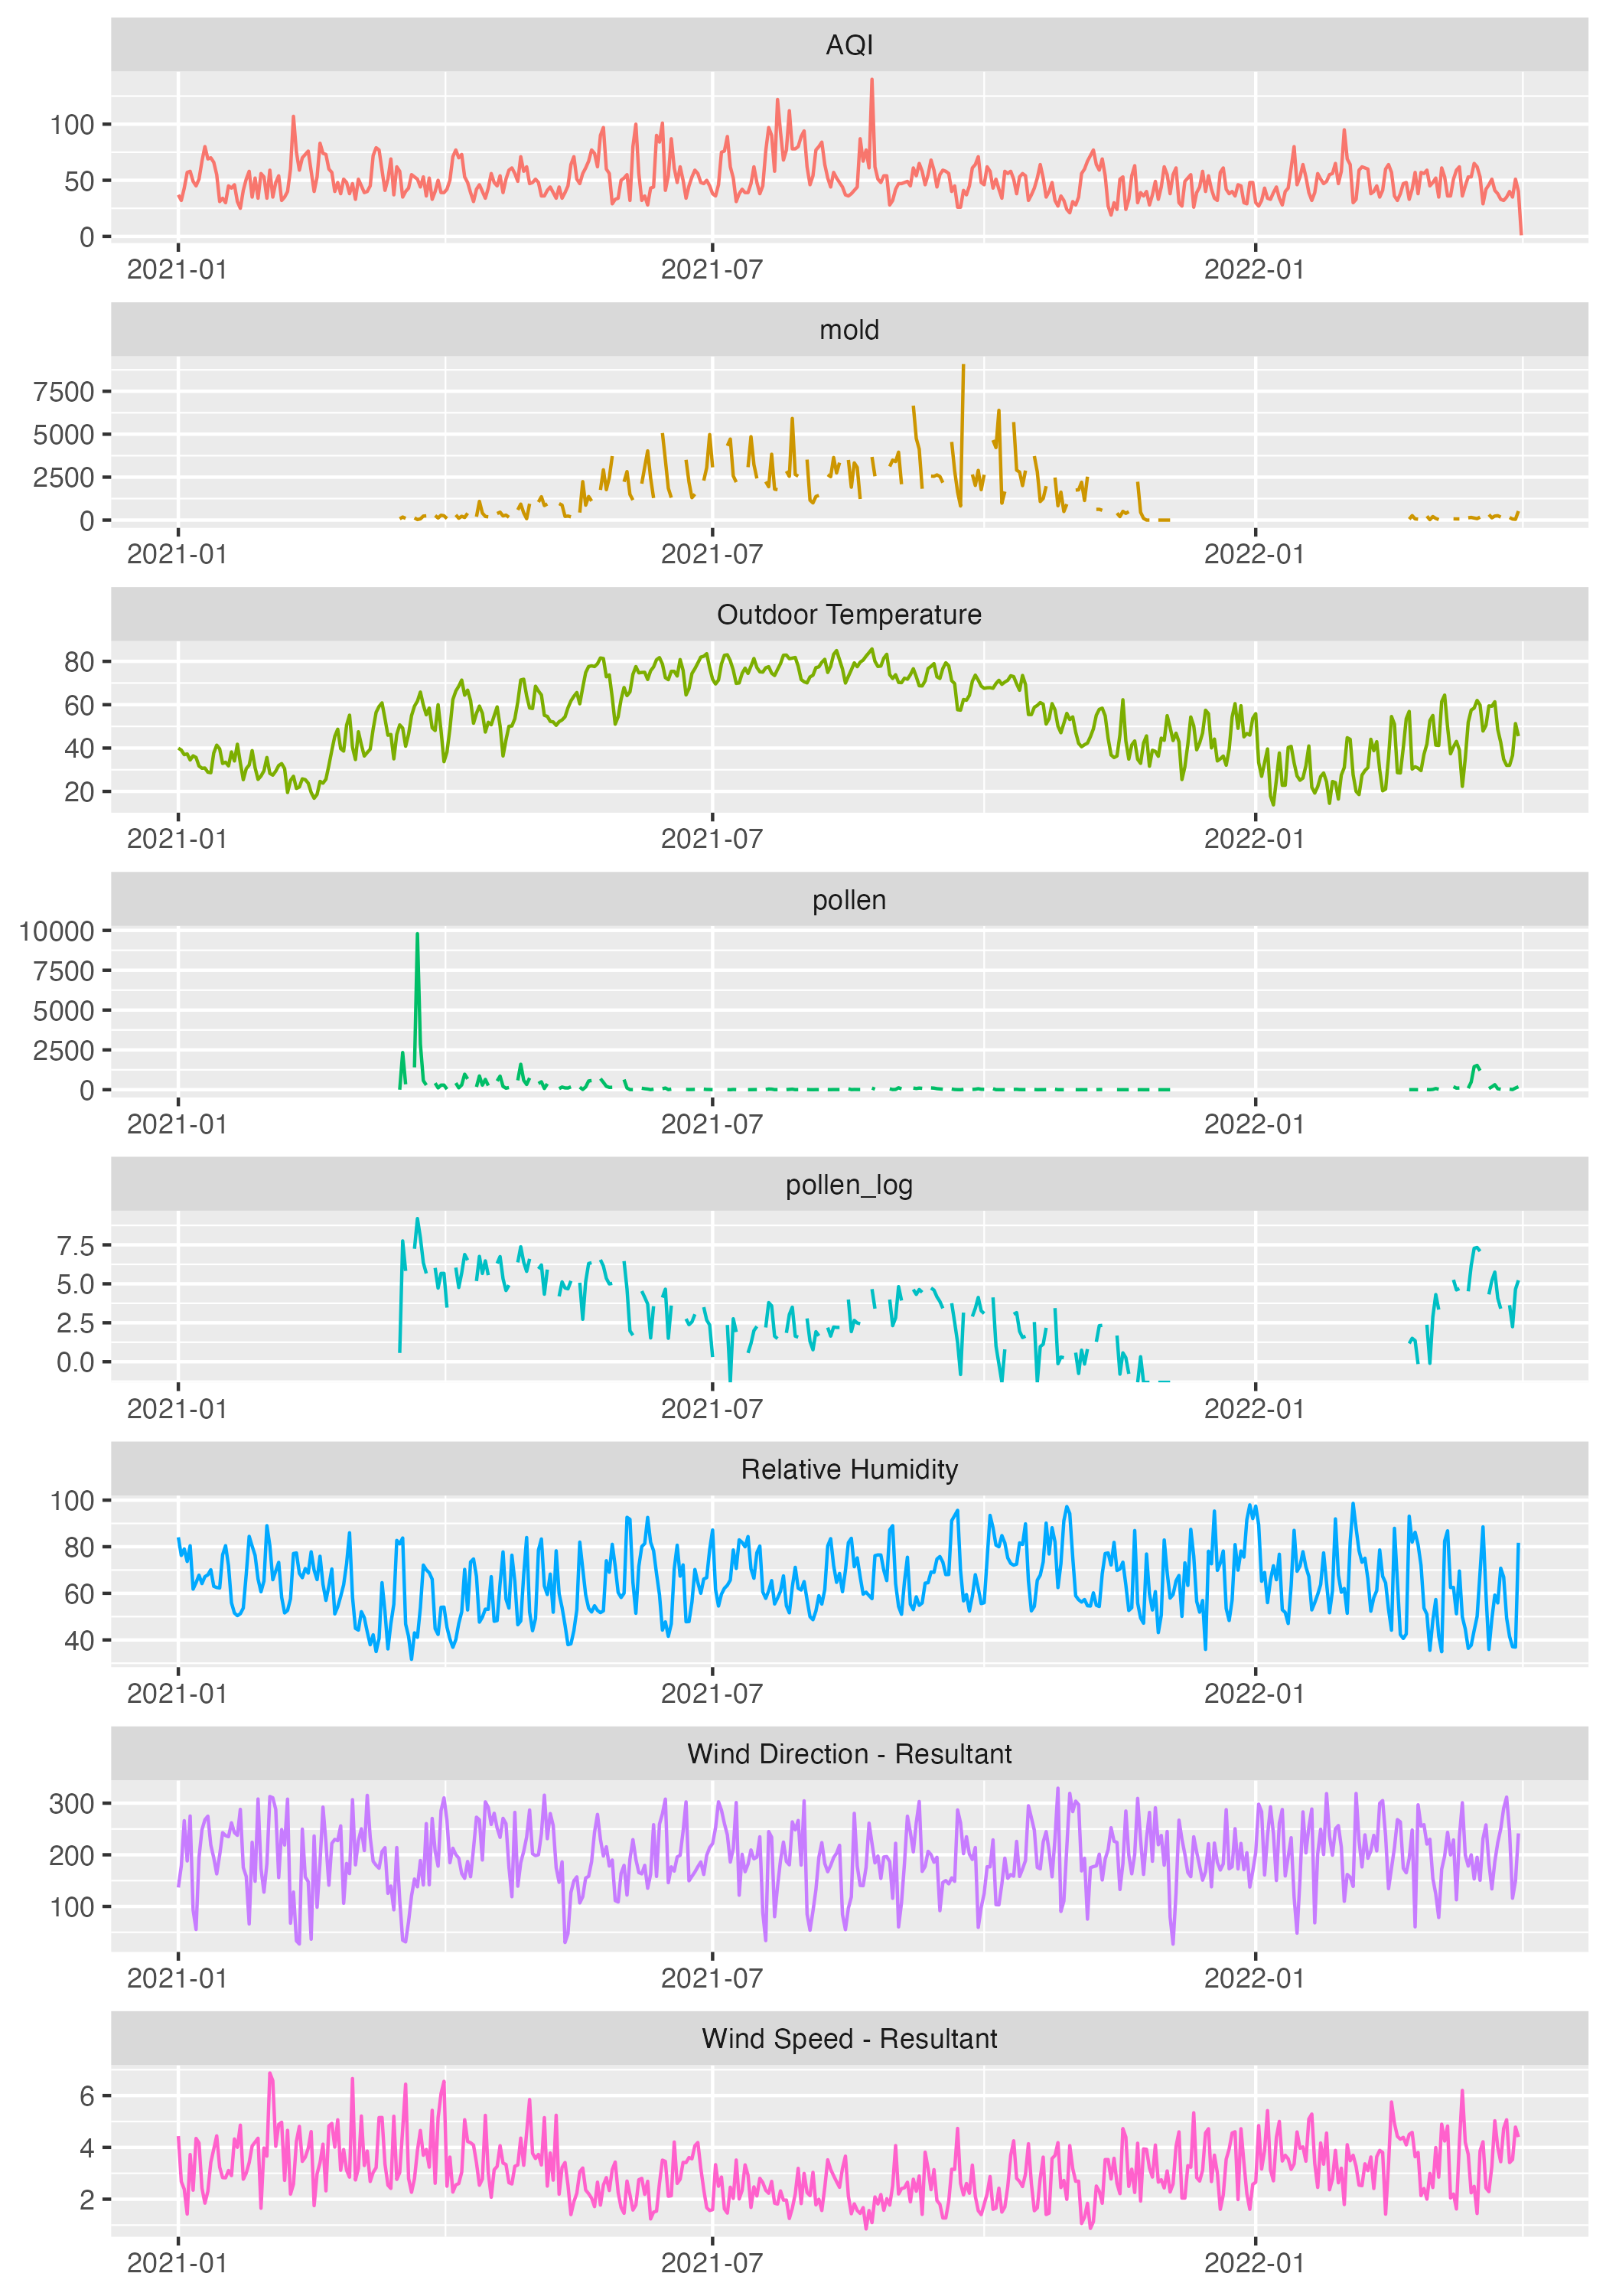 AQI
100
50
0
2021-01 2021-07 2022-01
mold
7500
5000
2500
0
2021-01 2021-07 2022-01
Outdoor Temperature
80
60
40
20
2021-01 2021-07 2022-01
pollen
10000
7500
5000
2500
0
2021-01 2021-07 2022-01
pollen_log
7.5
5.0
2.5
0.0
2021-01 2021-07 2022-01
Relative Humidity
100
80
60
40
2021-01 2021-07 2022-01
Wind Direction - Resultant
300
200
100
2021-01 2021-07 2022-01
Wind Speed - Resultant
6
4
2
2021-01 2021-07 2022-01